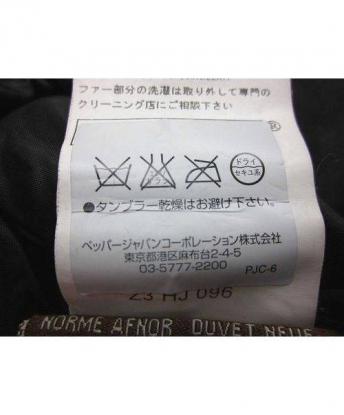 ファー部分の洗濯は取り外して専門の
クリーニング店にご相談下さい
®
ドライ
セキユ系
●タンブラー乾燥はお避け下さい。
ペッパージャパンコーポレーション株式会社
東京都港区麻布台2-4-5
03-5777-2200 PJC-6
23 HJ 096
NORME AFNOR DUVET NEUF